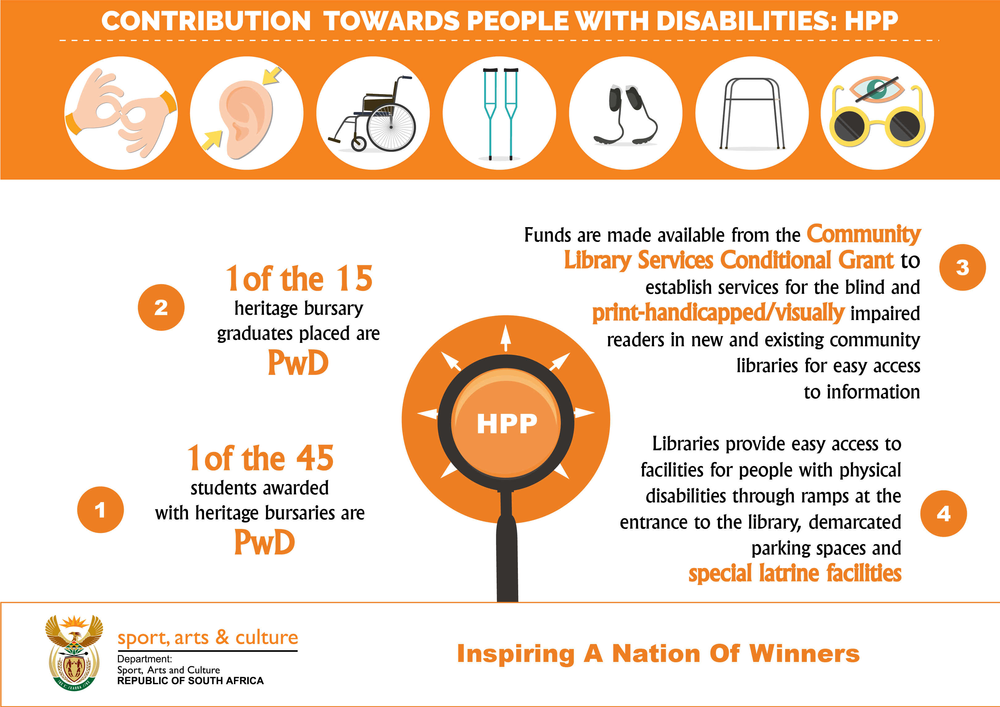 CONTRIBUTION TOWARDS PEOPLE WITH DISABILITIES: HPP
2
1of the 15
heritage bursary
graduates placed are
PwD
1
1of the 45
students awarded
with heritage bursaries are
PwD
HPP
3
Funds are made available from the Community
Library Services Conditional Grant to
establish services for the blind and
print-handicapped/visually impaired
readers in new and existing community
libraries for easy access
to information
4
Libraries provide easy access to
facilities for people with physical
disabilities through ramps at the
entrance to the library, demarcated
parking spaces and
special latrine facilities
!KE E: /XARRA //KE
sport, arts & culture
Department:
Sport, Arts and Culture
REPUBLIC OF SOUTH AFRICA
Inspiring A Nation Of Winners